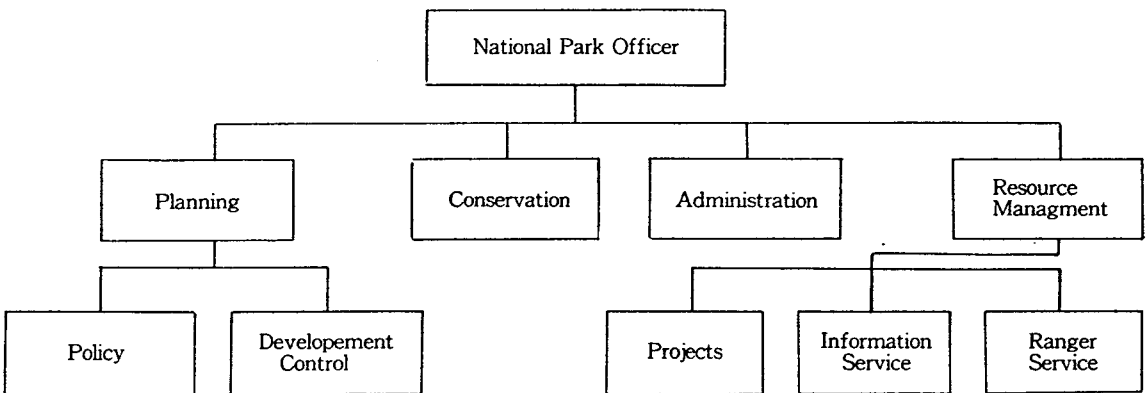 National Park Officer
Planning
Conservation
Administration
Resource
Managment
Policy
Developement
Control
Projects
Information
Service
Ranger
Service